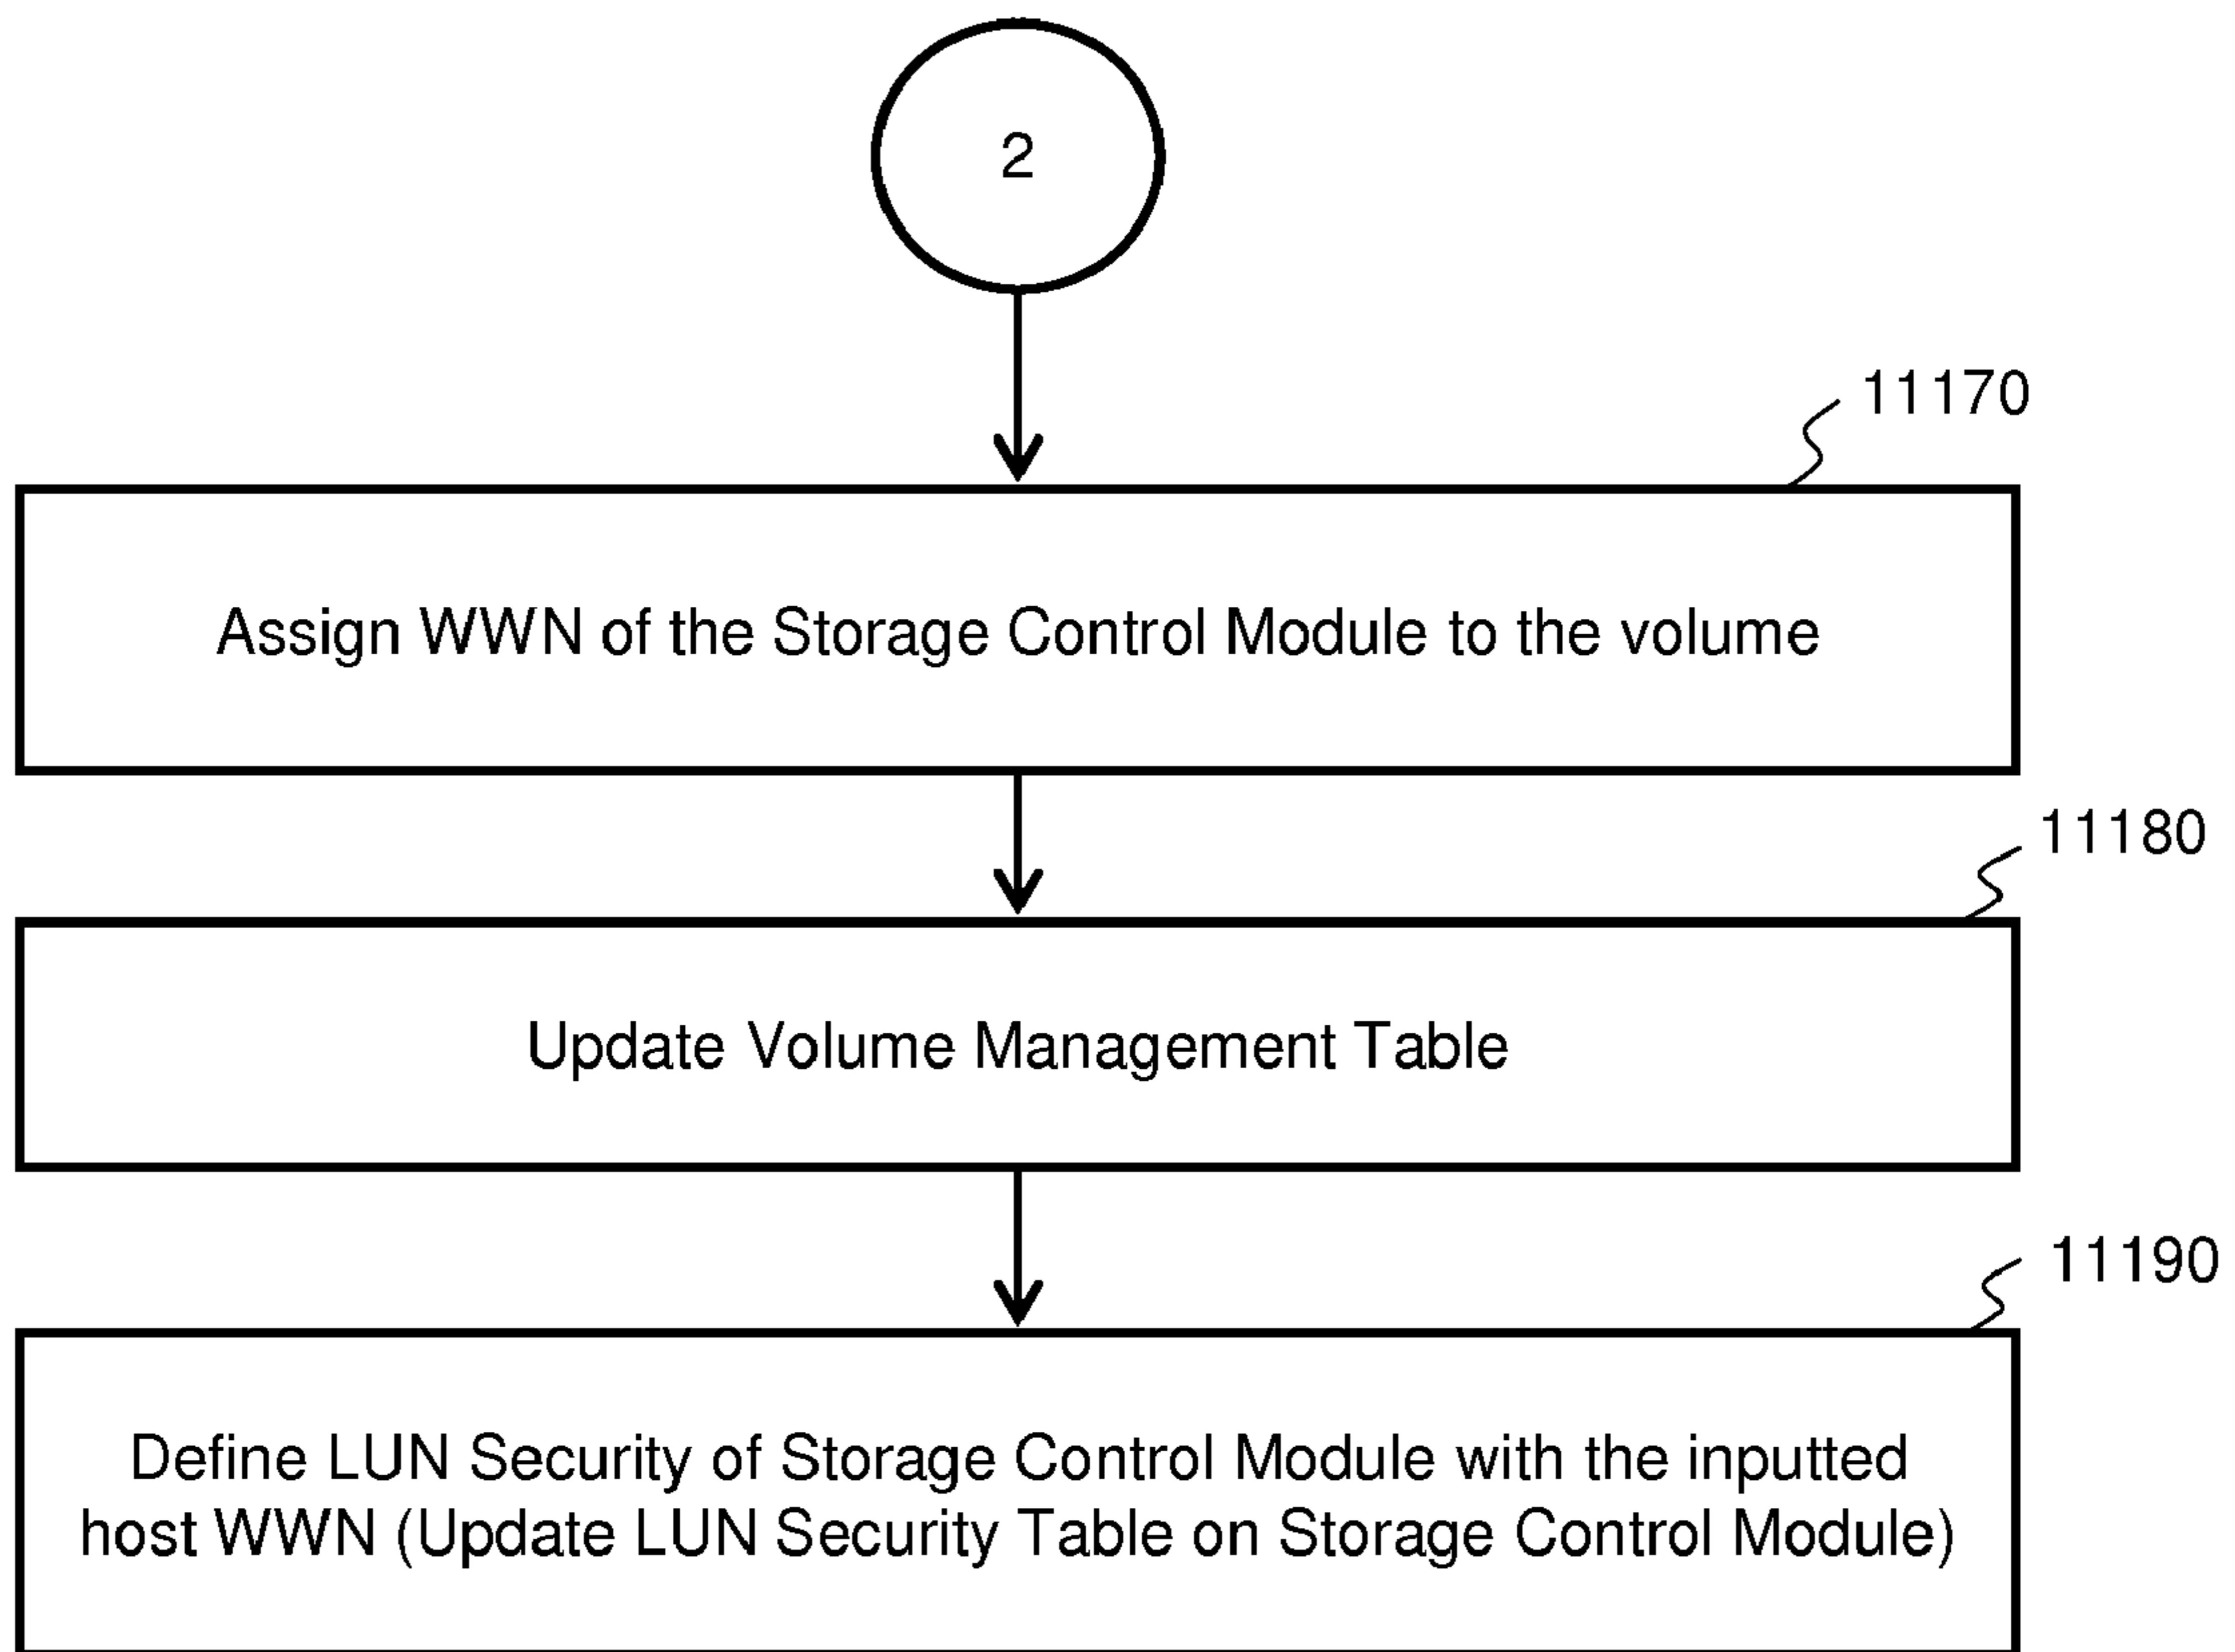 2
11170
Assign WWN of the Storage Control Module to the volume
11180
Update Volume Management Table
11190
Define LUN Security of Storage Control Module with the inputted
host WWN (Update LUN Security Table on Storage Control Module)